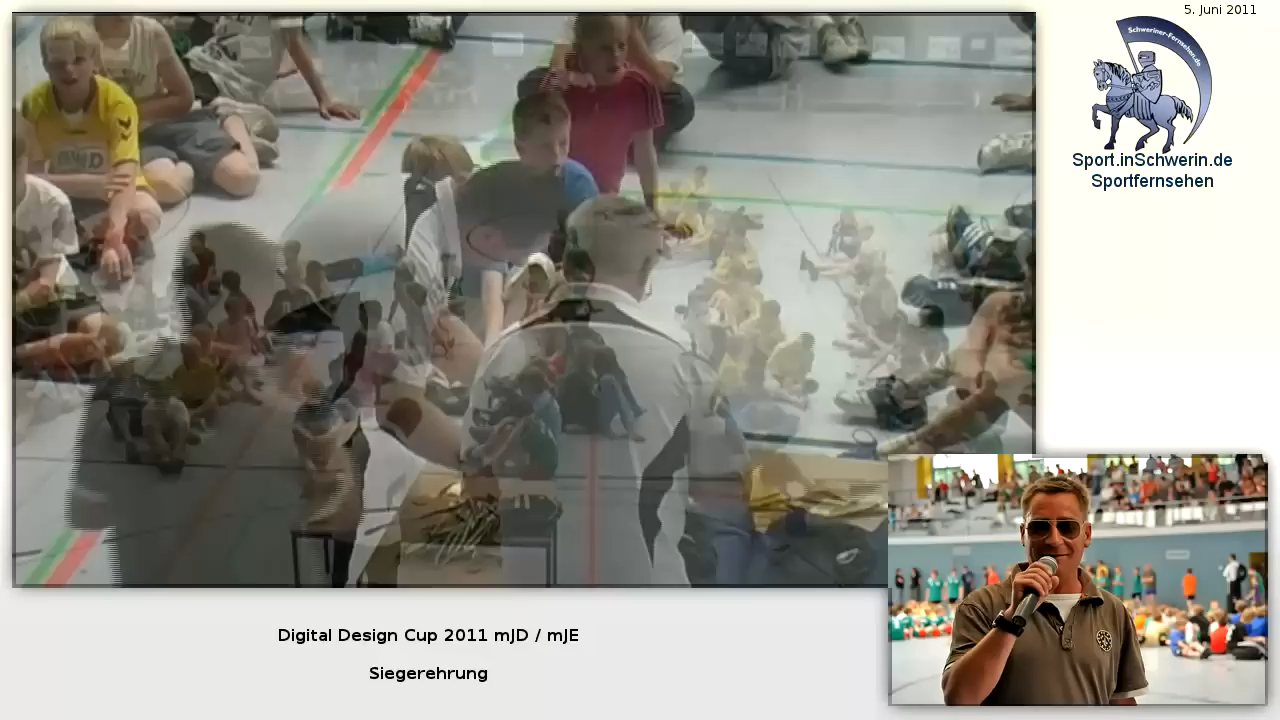 5. Juni 2011
Schweriner-Fernsehen.de
Sport.inSchwerin.de
Sportfernsehen
Digital Design Cup 2011 mJD / mJE
Siegerehrung